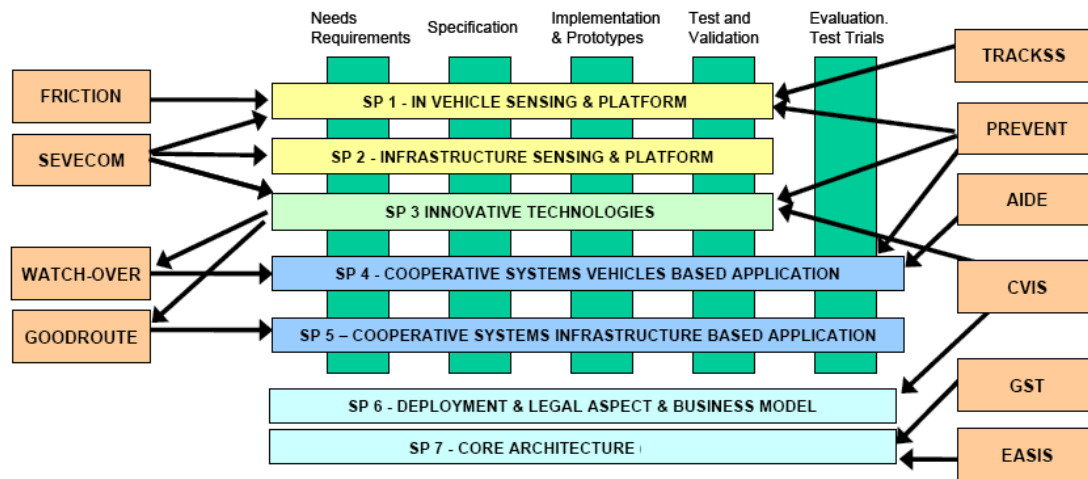 Needs
Requirements
Specification
Implementation
& Prototypes
Test and
Validation
Evaluation.
Test Trials
FRICTION
SEVECOM
WATCH-OVER
GOODROUTE
SP 1 - IN VEHICLE SENSING & PLATFORM
SP 2 - INFRASTRUCTURE SENSING & PLATFORM
SP 3 INNOVATIVE TECHNOLOGIES
SP 4 - COOPERATIVE SYSTEMS VEHICLES BASED APPLICATION
SP 5 – COOPERATIVE SYSTEMS INFRASTRUCTURE BASED APPLICATION
SP 6 - DEPLOYMENT & LEGAL ASPECT & BUSINESS MODEL
SP 7 - CORE ARCHITECTURE (
TRACKSS
PREVENT
AIDE
CVIS
GST
EASIS